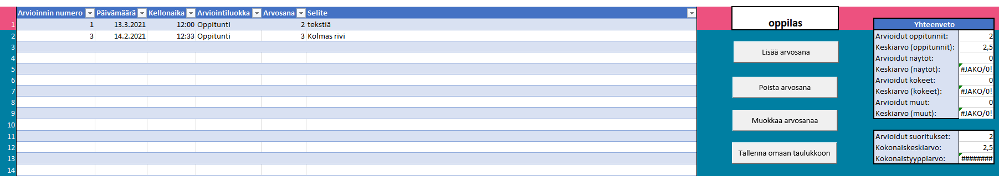 Arvioinnin numero Päivämäärä Kellonaika Arviointiluokka Arvosana Selite
1 1 13.3.2021 12:00 Oppitunti 2 tekstiä
2 3 14.2.2021 12:33 Oppitunti 3 Kolmas rivi
3
4
5
6
7
8
9
10
11
12
13
14
oppilas
Lisää arvosana
Poista arvosana
Muokkaa arvosanaa
Tallenna omaan taulukkoon
Yhteenveto
Arvioidut oppitunnit: 2
Keskiarvo (oppitunnit): 2,5
Arvioidut näytöt: 0
Keskiarvo (näytöt): #JAKO/0!
Arvioidut kokeet: 0
Keskiarvo (kokeet): #JAKO/0!
Arvioidut muut: 0
Keskiarvo (muut): #JAKO/0!
Arvioidut suoritukset: 2
Kokonaiskeskiarvo: 2,5
Kokonaistyyppiarvo: ########